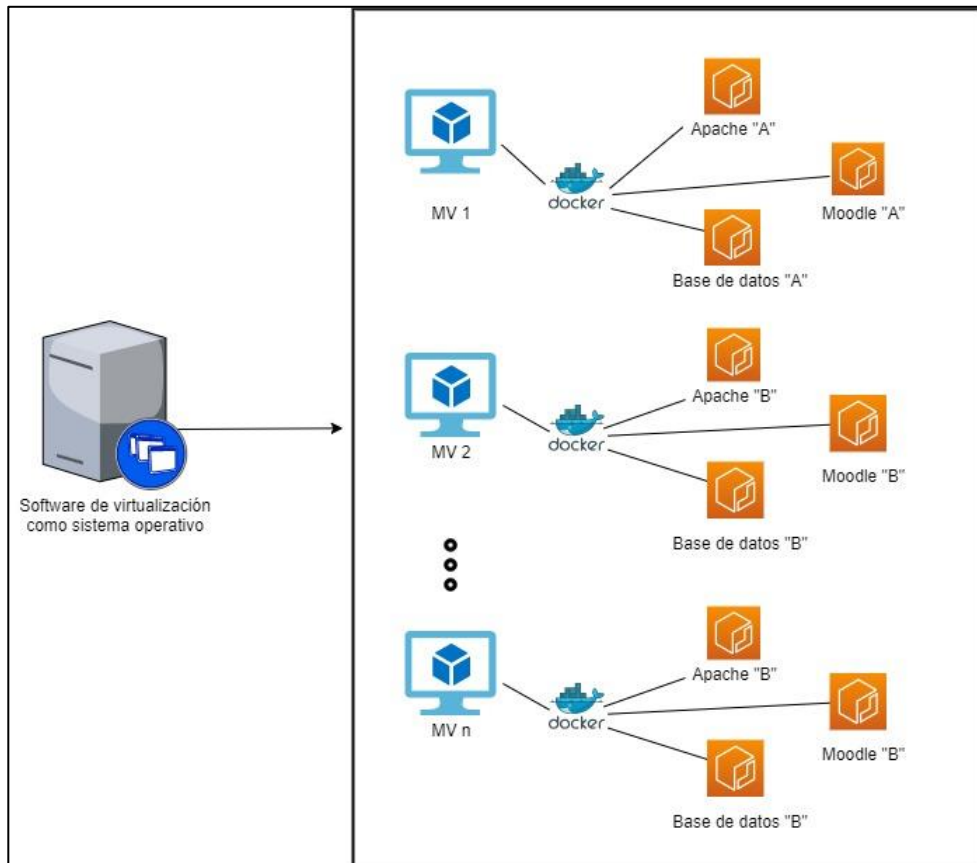 Apache "A"
MV 1
docker
Moodle "A"
Base de datos "A"
Apache "B"
MV 2
docker
Moodle "B"
Software de virtualización
como sistema operativo
Base de datos "B"
Apache "B"
MV n
docker
Moodle "B"
Base de datos "B"